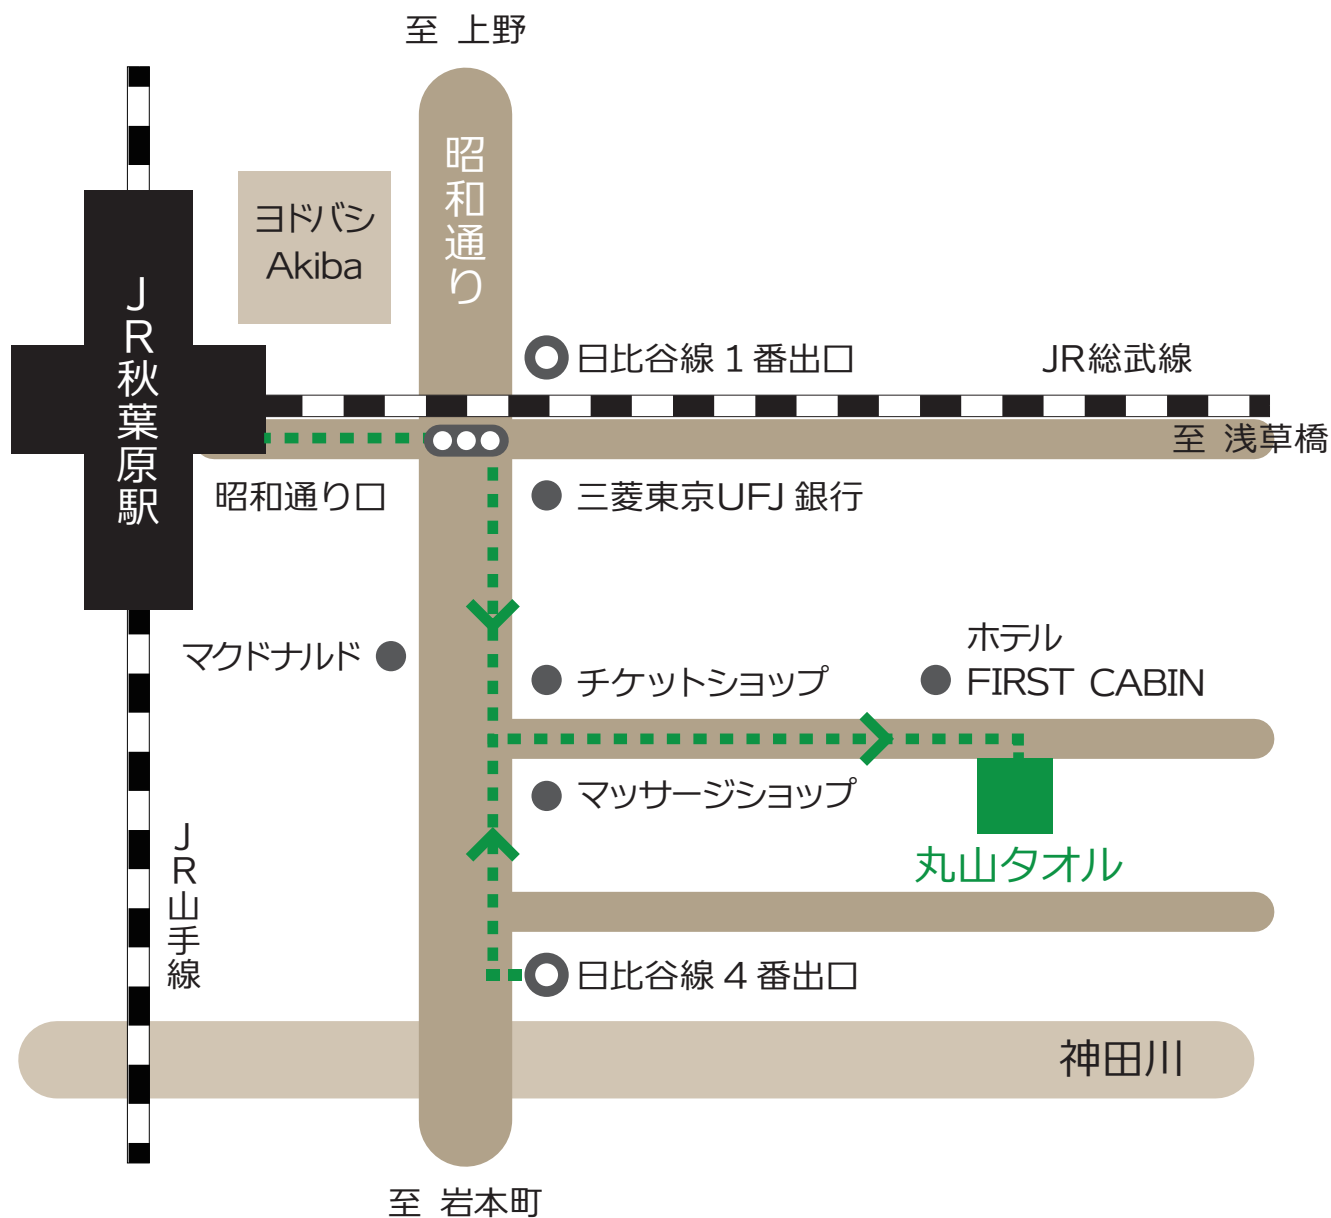 至 上野
昭和通り
ヨドバシ
Akiba
JR秋葉原駅
日比谷線 1 番出口
JR総武線
至 浅草橋
昭和通り口
三菱東京UFJ 銀行
マクドナルド
チケットショップ
ホテル
FIRST CABIN
マッサージショップ
丸山タオル
JR山手線
日比谷線 4 番出口
神田川
至 岩本町